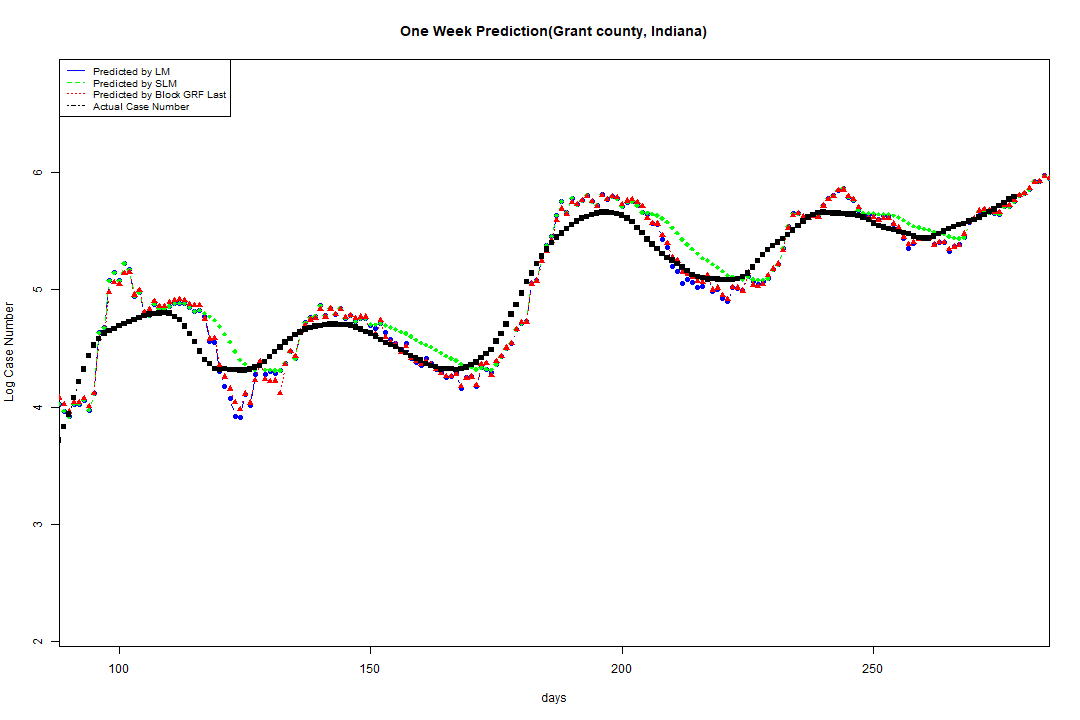 One Week Prediction(Grant county, Indiana)
Predicted by LM
Predicted by SLM
Predicted by Block GRF Last
Actual Case Number
Log Case Number
6
5
4
3
2
100 150 200 250
days